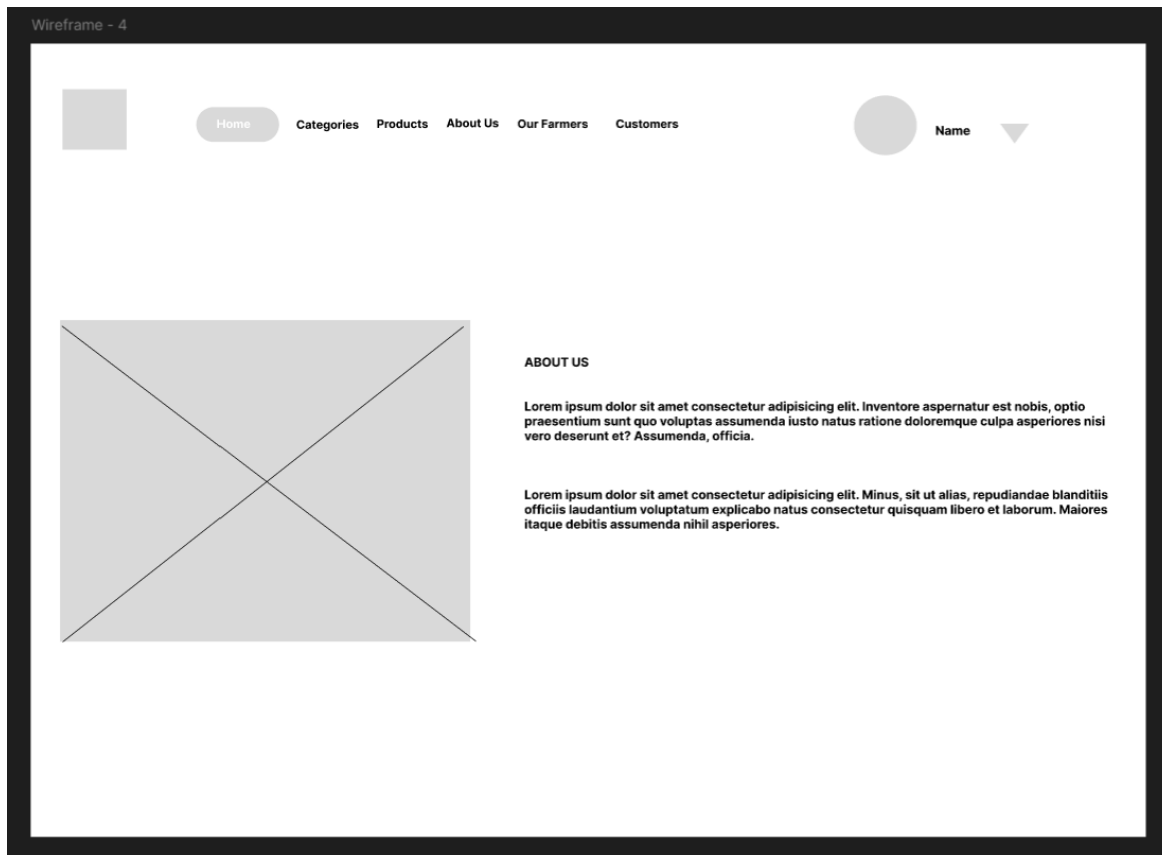 Wireframe - 4
Home Categories Products About Us Our Farmers Customers Name
ABOUT US
Lorem ipsum dolor sit amet consectetur adipisicing elit. Inventore aspernatur est nobis, optio
praesentium sunt quo voluptas assumenda iusto natus ratione doloremque culpa asperiores nisi
vero deserunt et? Assumenda, officia.
Lorem ipsum dolor sit amet consectetur adipisicing elit. Minus, sit ut alias, repudiandae blanditiis
officiis laudantium voluptatum explicabo natus consectetur quisquam libero et laborum. Maiores
itaque debitis assumenda nihil asperiores.